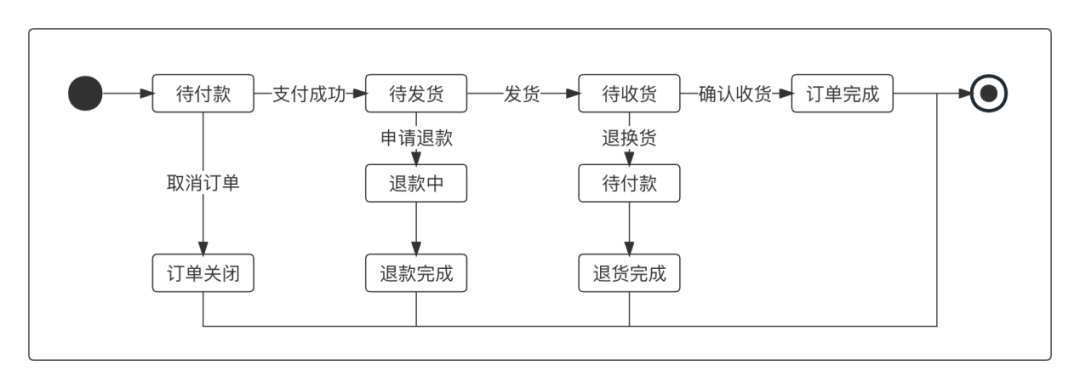 待付款 支付成功 待发货 发货 待收货 确认收货 订单完成
申请退款 退换货
取消订单 退款中 待付款
订单关闭 退款完成 退货完成